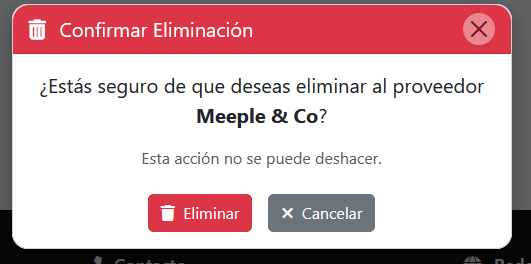 Confirmar Eliminación
¿Estás seguro de que deseas eliminar al proveedor
Meeple & Co?
Esta acción no se puede deshacer.
Eliminar
Cancelar